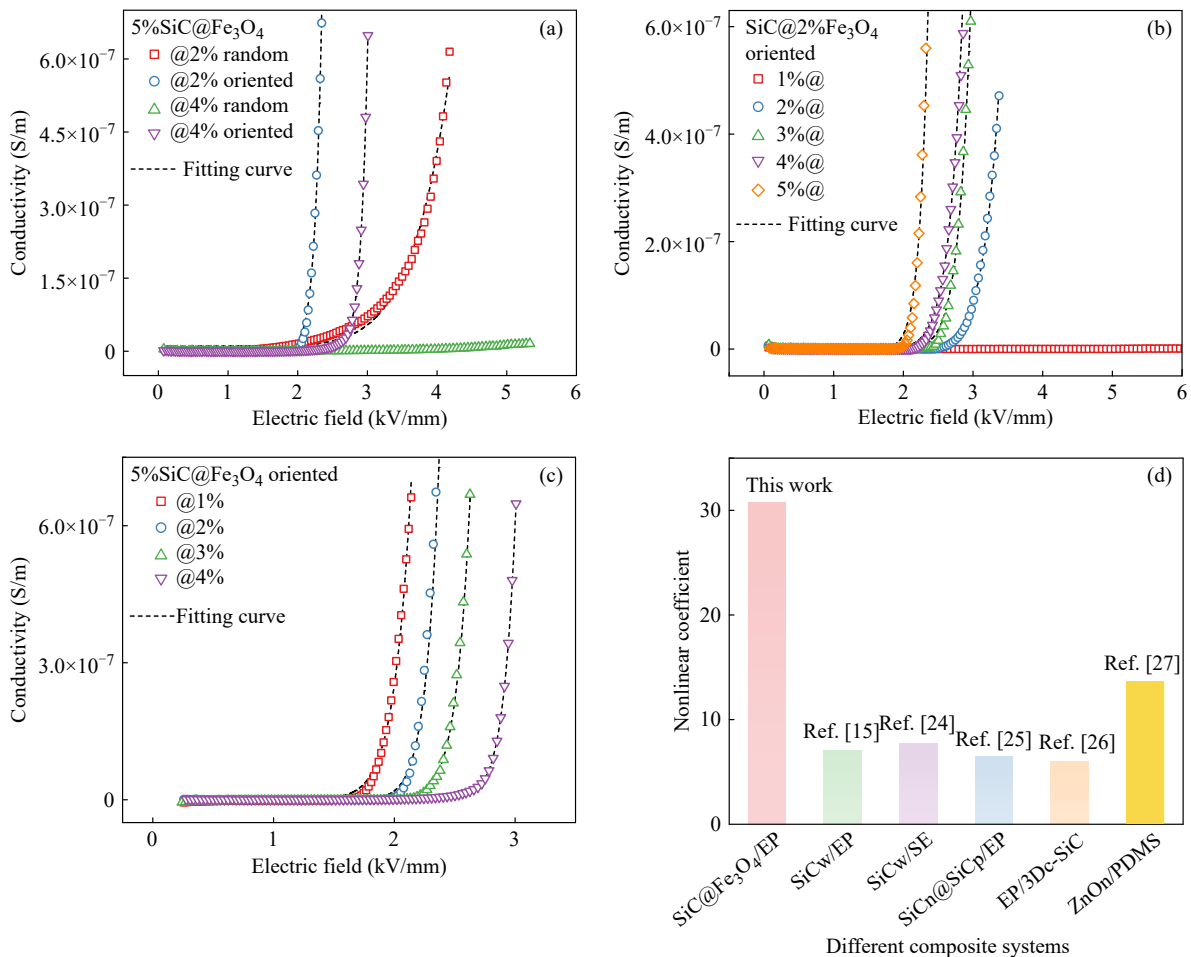 5%SiC@Fe₃O₄
(a)
@2% random
@2% oriented
@4% random
@4% oriented
Fitting curve
6.0×10⁻⁷
4.5×10⁻⁷
3.0×10⁻⁷
1.5×10⁻⁷
0
Conductivity (S/m)
0 1 2 3 4 5 6
Electric field (kV/mm)
SiC@2%Fe₃O₄
oriented
(b)
1%@
2%@
3%@
4%@
5%@
Fitting curve
6.0×10⁻⁷
4.0×10⁻⁷
2.0×10⁻⁷
0
Conductivity (S/m)
0 1 2 3 4 5 6
Electric field (kV/mm)
5%SiC@Fe₃O₄ oriented
(c)
@1%
@2%
@3%
@4%
Fitting curve
6.0×10⁻⁷
3.0×10⁻⁷
0
Conductivity (S/m)
0 1 2 3
Electric field (kV/mm)
(d)
This work
Ref. [15]
Ref. [24]
Ref. [25]
Ref. [26]
Ref. [27]
30
20
10
0
Nonlinear coefficient
SiC@Fe₃O₄/EP
SiCw/EP
SiCw/SE
SiCn@SiCp/EP
EP/3Dc-SiC
ZnOn/PDMS
Different composite systems